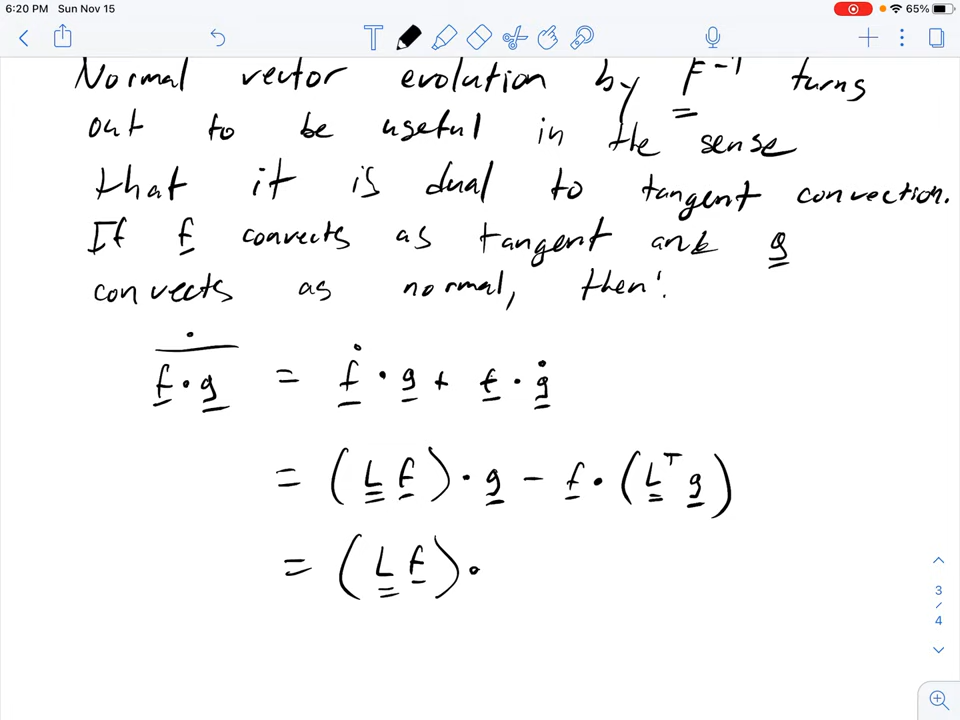 6:20 PM Sun Nov 15 65%
Normal vector evolution by F⁻¹ turns
out to be useful in the sense
that it is dual to tangent convection.
If f convects as tangent and g
convects as normal, then:
f · g = ḟ · g + f · ġ
= (L f) · g − f · (Lᵀ g)
= (L f) ·
3
/
4